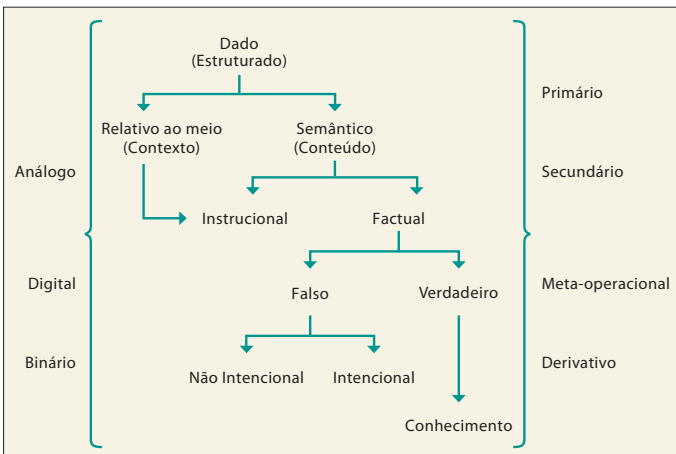 Dado
(Estruturado)
Primário
Relativo ao meio
(Contexto)
Semântico
(Conteúdo)
Análogo
Secundário
Instrucional
Factual
Digital
Falso
Verdadeiro
Meta-operacional
Binário
Não Intencional
Intencional
Derivativo
Conhecimento